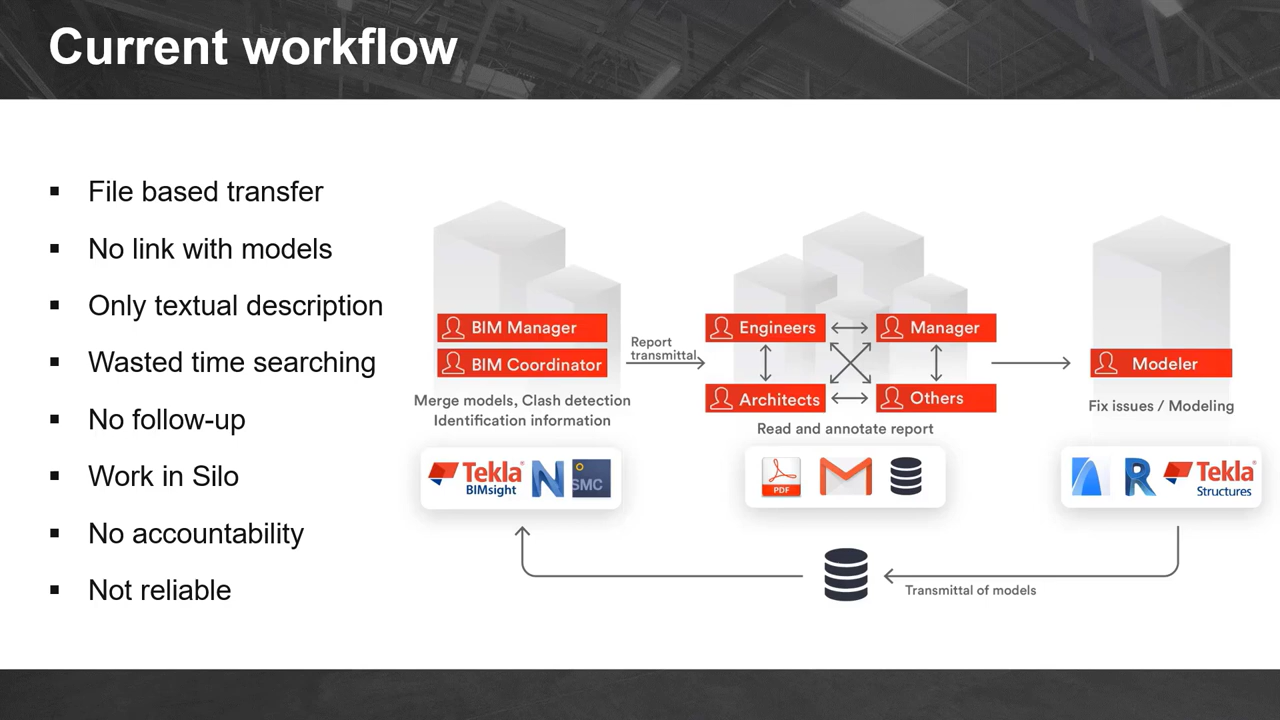 Current workflow
▪ File based transfer
▪ No link with models
▪ Only textual description
▪ Wasted time searching
▪ No follow-up
▪ Work in Silo
▪ No accountability
▪ Not reliable
BIM Manager
BIM Coordinator
Merge models, Clash detection
Identification information
Tekla®
BIMsight
N
SMC
Report
transmittal
Engineers
Manager
Architects
Others
Read and annotate report
PDF
Modeler
Fix issues / Modeling
R
Tekla®
Structures
Transmittal of models